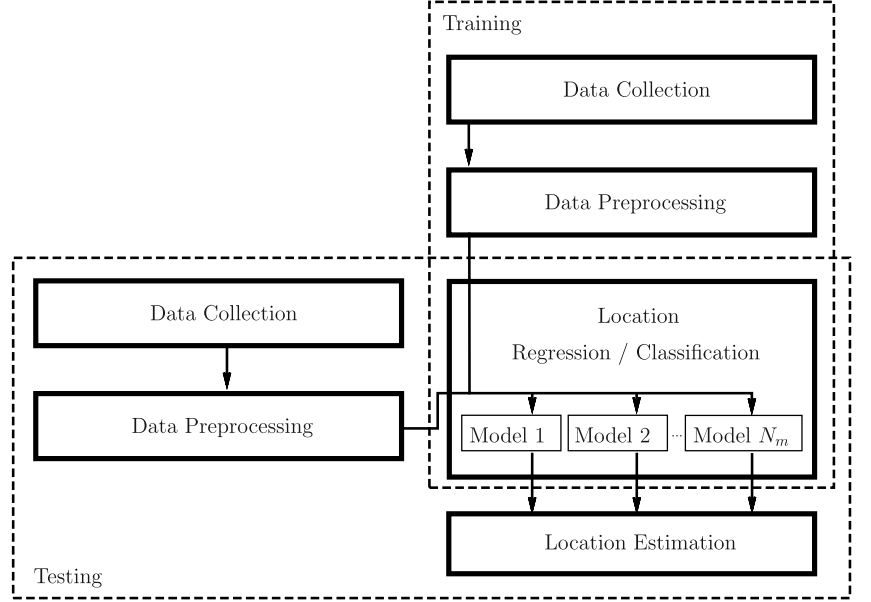 Training
Data Collection
Data Preprocessing
Data Collection
Data Preprocessing
Location
Regression / Classification
Model 1
Model 2
...
Model Nₘ
Location Estimation
Testing